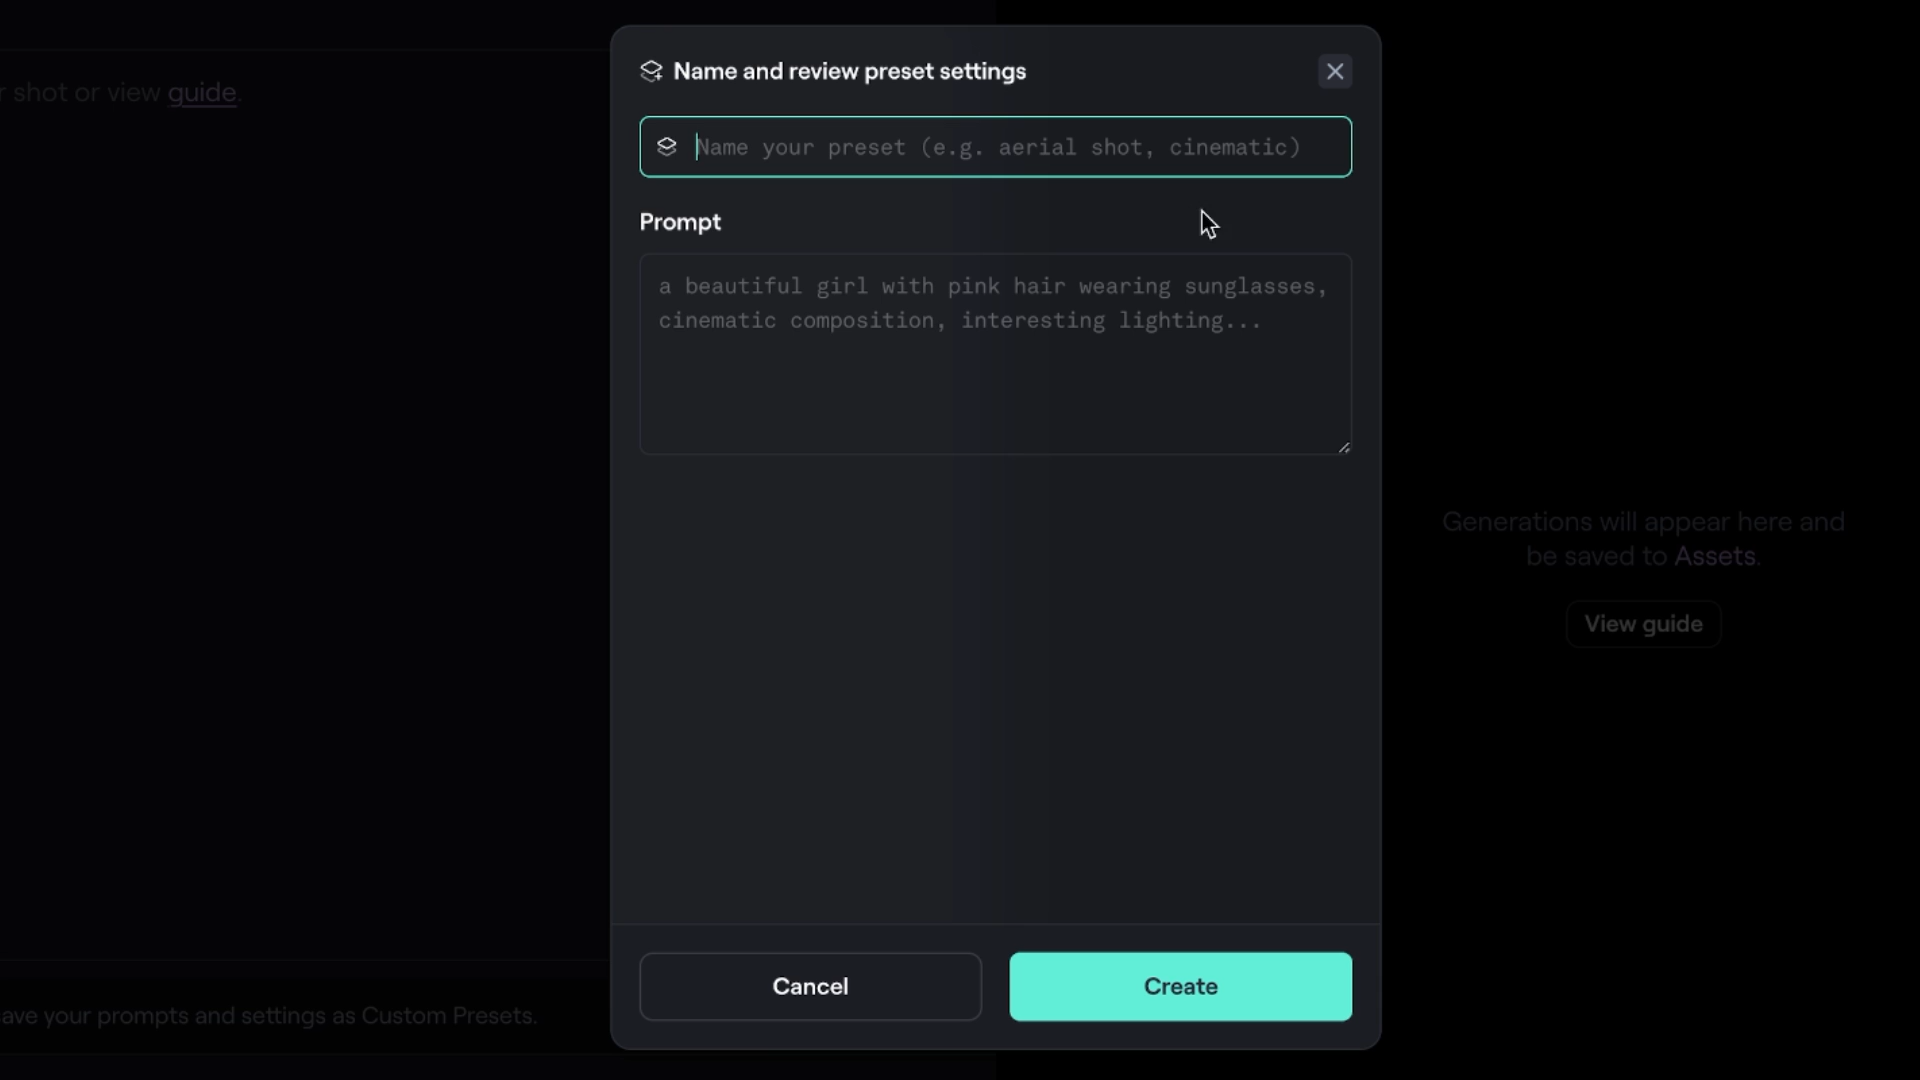 r shot or view guide.
Name and review preset settings
Name your preset (e.g. aerial shot, cinematic)
Prompt
a beautiful girl with pink hair wearing sunglasses,
cinematic composition, interesting lighting...
Generations will appear here and
be saved to Assets.
View guide
Cancel
Create
ave your prompts and settings as Custom Presets.